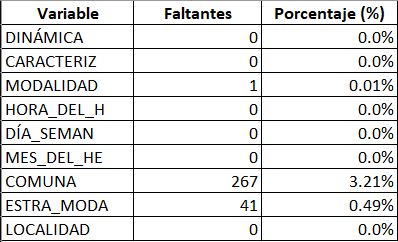 Variable Faltantes Porcentaje (%)
DINÁMICA 0 0.0%
CARACTERIZ 0 0.0%
MODALIDAD 1 0.01%
HORA_DEL_H 0 0.0%
DÍA_SEMAN 0 0.0%
MES_DEL_HE 0 0.0%
COMUNA 267 3.21%
ESTRA_MODA 41 0.49%
LOCALIDAD 0 0.0%